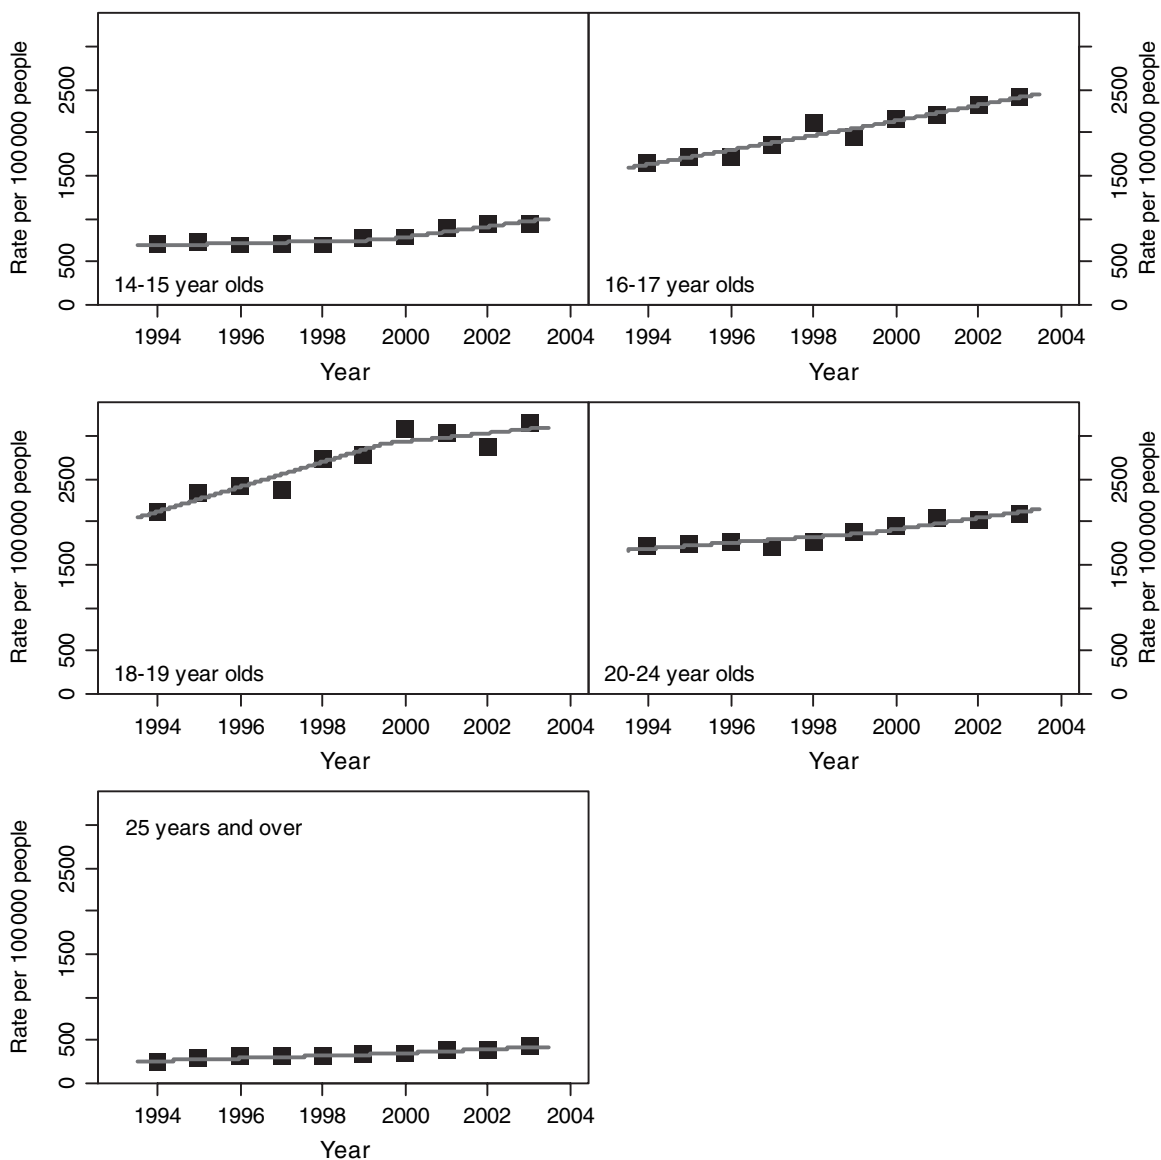 Rate per 100 000 people
0
500
1500
2500
14-15 year olds
1994 1996 1998 2000 2002 2004
Year
16-17 year olds
1994 1996 1998 2000 2002 2004
Year
0
500
1500
2500
Rate per 100 000 people
Rate per 100 000 people
0
500
1500
2500
18-19 year olds
1994 1996 1998 2000 2002 2004
Year
20-24 year olds
1994 1996 1998 2000 2002 2004
Year
0
500
1500
2500
Rate per 100 000 people
Rate per 100 000 people
0
500
1500
2500
25 years and over
1994 1996 1998 2000 2002 2004
Year